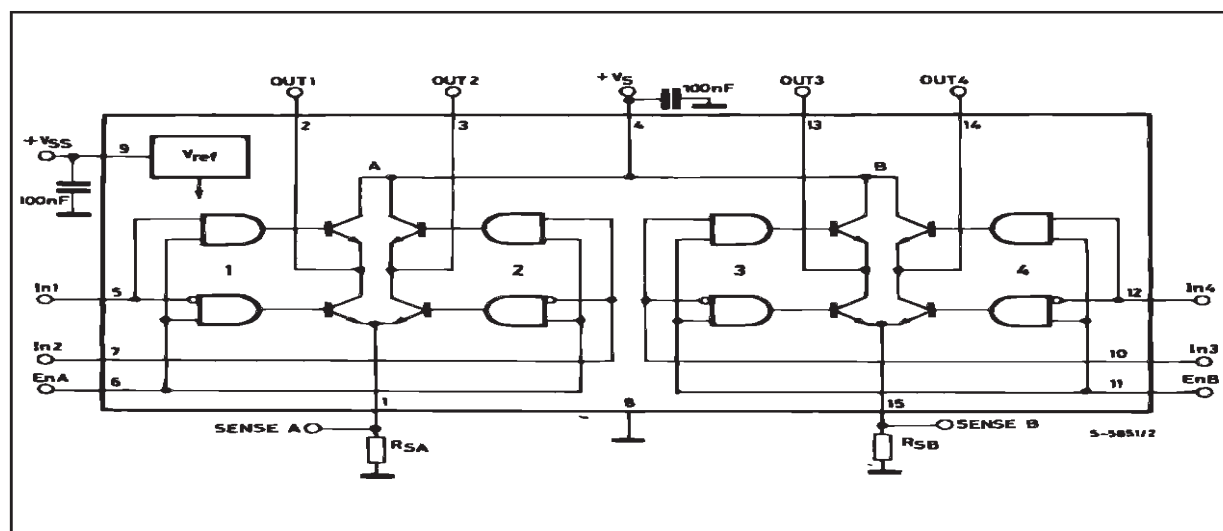 OUT1 OUT2 +VS 100nF OUT3 OUT4
2 3 4 13 14
+VSS 9 Vref
A B
100nF
1 2 3 4
In1 5 12 In4
In2 7 10 In3
EnA 6 11 EnB
1 8 15
SENSE A SENSE B
RSA RSB
S-5851/2